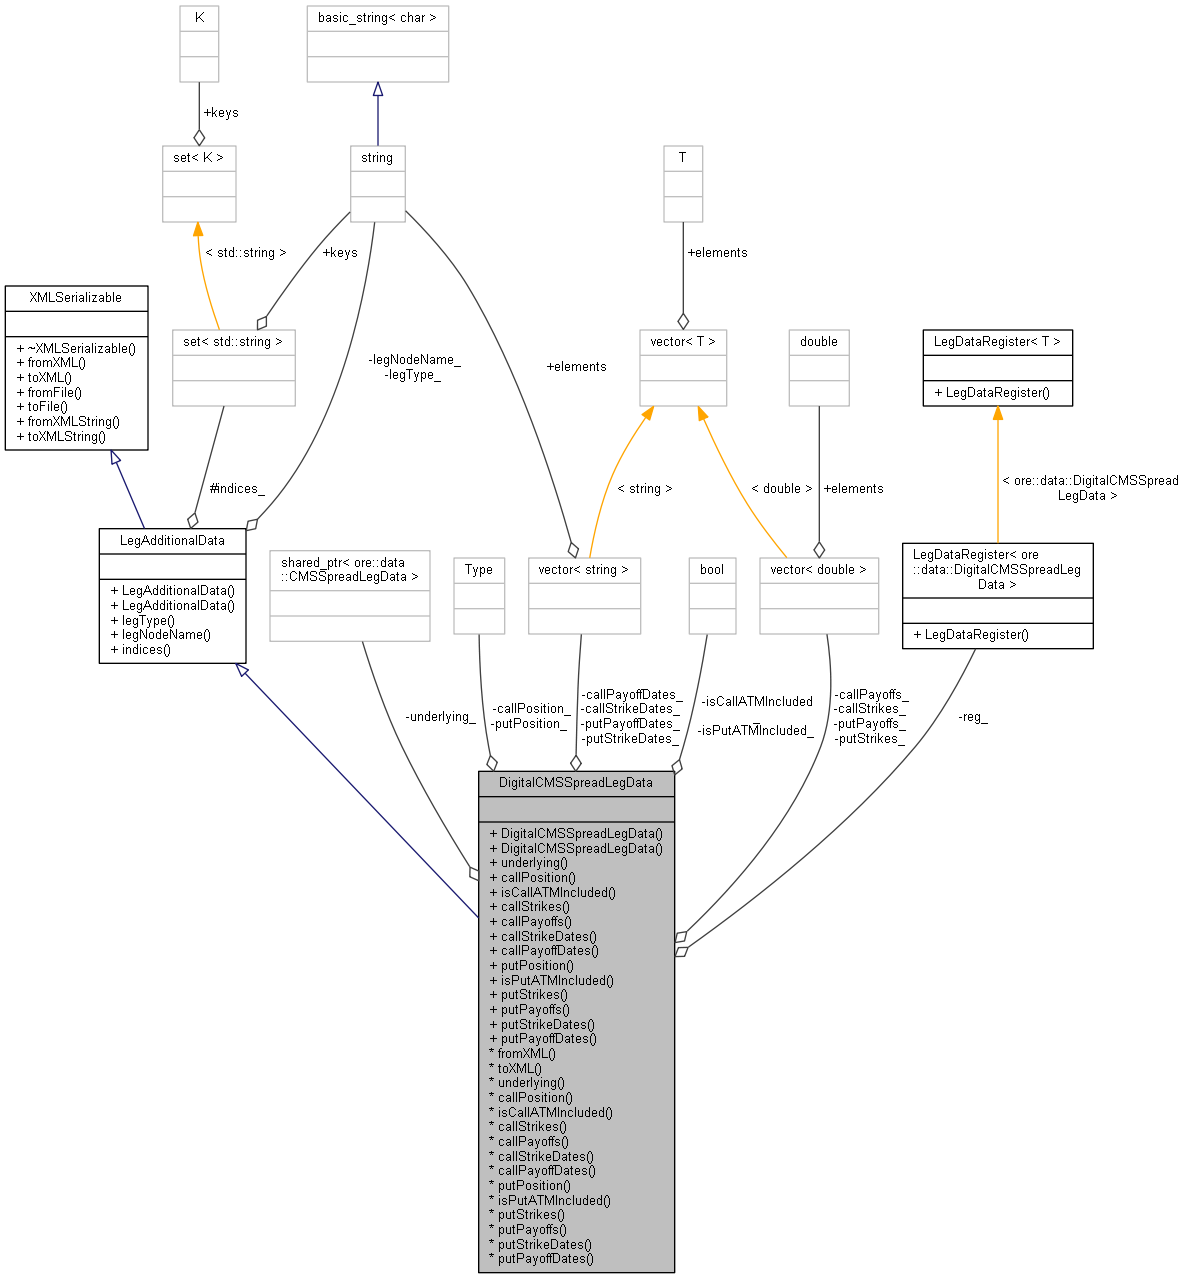 K
basic_string< char >
+keys
set< K >
string
T
< std::string >
+keys
+elements
XMLSerializable
+ ~XMLSerializable()
+ fromXML()
+ toXML()
+ fromFile()
+ toFile()
+ fromXMLString()
+ toXMLString()
set< std::string >
-legNodeName_
-legType_
+elements
vector< T >
double
LegDataRegister< T >
+ LegDataRegister()
#indices_
< string >
< double >
+elements
< ore::data::DigitalCMSSpread
LegData >
LegAdditionalData
+ LegAdditionalData()
+ LegAdditionalData()
+ legType()
+ legNodeName()
+ indices()
shared_ptr< ore::data
::CMSSpreadLegData >
Type
vector< string >
bool
vector< double >
LegDataRegister< ore
::data::DigitalCMSSpreadLeg
Data >
+ LegDataRegister()
-underlying_
-callPosition_
-putPosition_
-callPayoffDates_
-callStrikeDates_
-putPayoffDates_
-putStrikeDates_
-isCallATMIncluded
_
-isPutATMIncluded_
-callPayoffs_
-callStrikes_
-putPayoffs_
-putStrikes_
-reg_
DigitalCMSSpreadLegData
+ DigitalCMSSpreadLegData()
+ DigitalCMSSpreadLegData()
+ underlying()
+ callPosition()
+ isCallATMIncluded()
+ callStrikes()
+ callPayoffs()
+ callStrikeDates()
+ callPayoffDates()
+ putPosition()
+ isPutATMIncluded()
+ putStrikes()
+ putPayoffs()
+ putStrikeDates()
+ putPayoffDates()
* fromXML()
* toXML()
* underlying()
* callPosition()
* isCallATMIncluded()
* callStrikes()
* callPayoffs()
* callStrikeDates()
* callPayoffDates()
* putPosition()
* isPutATMIncluded()
* putStrikes()
* putPayoffs()
* putStrikeDates()
* putPayoffDates()